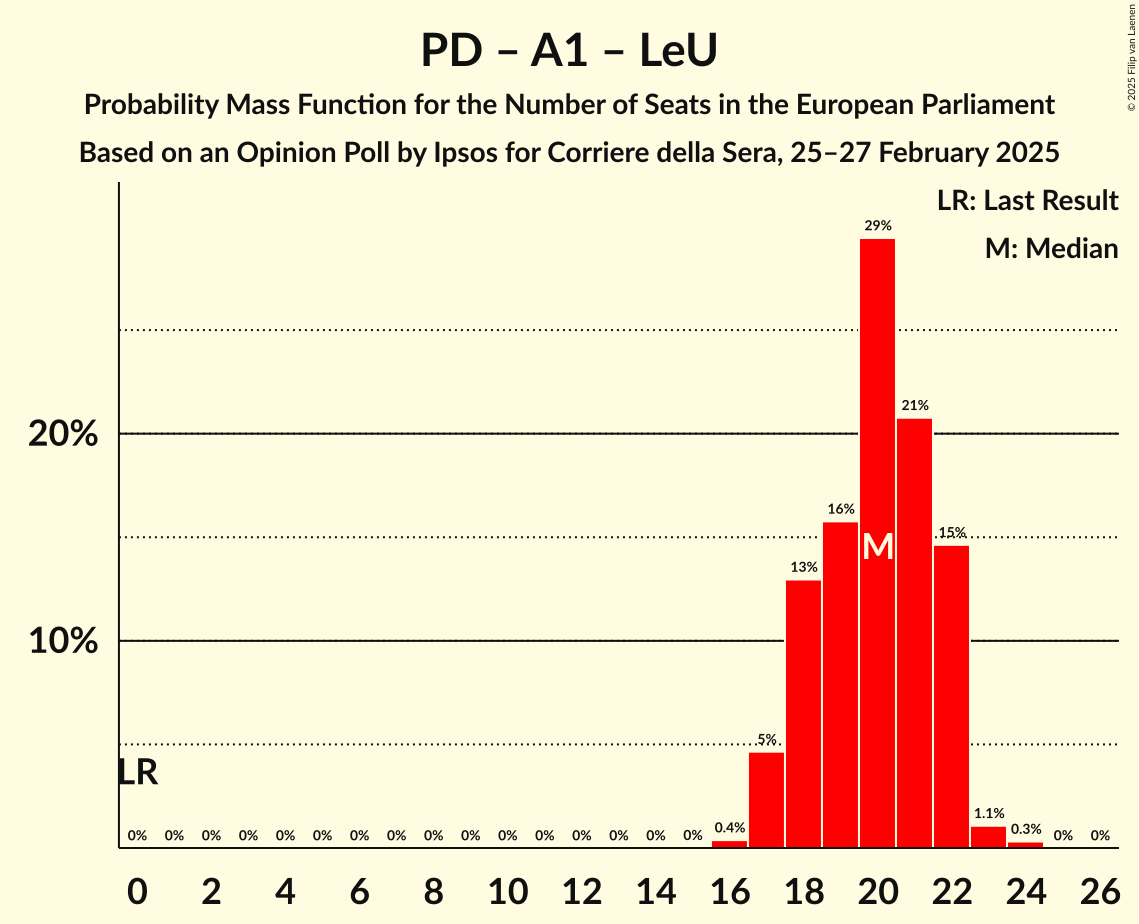 PD – A1 – LeU
Probability Mass Function for the Number of Seats in the European Parliament
Based on an Opinion Poll by Ipsos for Corriere della Sera, 25–27 February 2025
© 2025 Filip van Laenen
LR: Last Result
M: Median
29%
21%
20%
16%
15%
M
13%
10%
5%
LR
1.1%
0.4%
0.3%
0% 0% 0% 0% 0% 0% 0% 0% 0% 0% 0% 0% 0% 0% 0% 0% 0% 0%
0 2 4 6 8 10 12 14 16 18 20 22 24 26